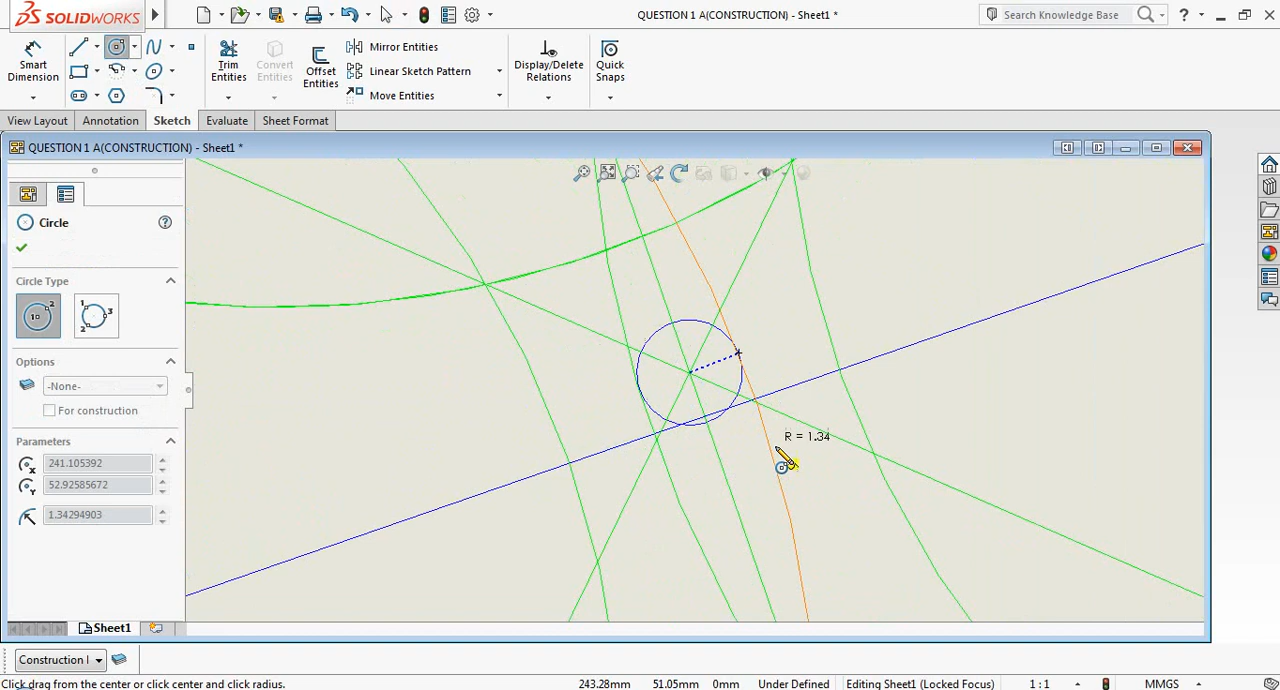 SOLIDWORKS
QUESTION 1 A(CONSTRUCTION) - Sheet1 *
Search Knowledge Base
?
Smart Dimension
Trim Entities
Convert Entities
Offset Entities
Mirror Entities
Linear Sketch Pattern
Move Entities
Display/Delete Relations
Quick Snaps
View Layout
Annotation
Sketch
Evaluate
Sheet Format
QUESTION 1 A(CONSTRUCTION) - Sheet1 *
Circle
?
Circle Type
Options
-None-
For construction
Parameters
241.105392
52.92585672
1.34294903
R = 1.34
Sheet1
Construction
Click drag from the center or click center and click radius.
243.28mm
51.05mm
0mm
Under Defined
Editing Sheet1 (Locked Focus)
1 : 1
MMGS